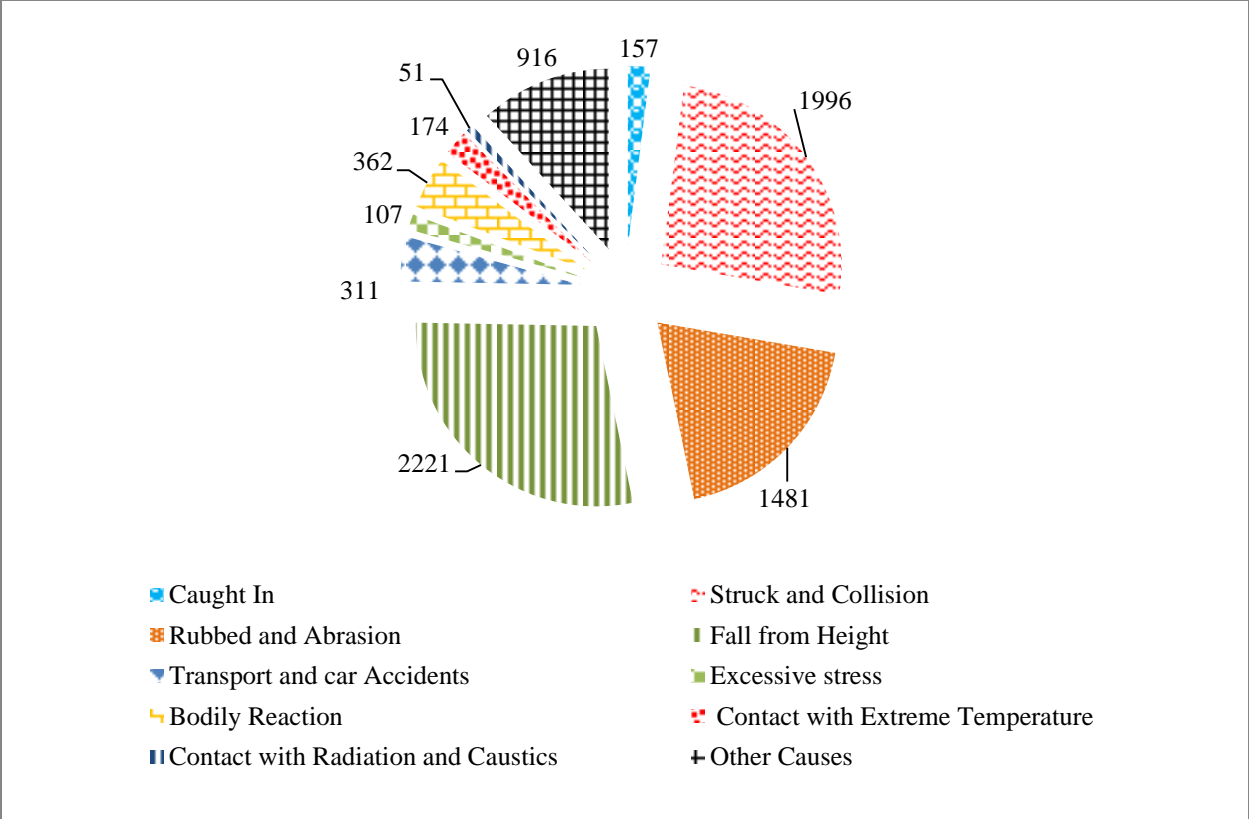 157
916
51
1996
174
362
107
311
2221
1481
Caught In
Struck and Collision
Rubbed and Abrasion
Fall from Height
Transport and car Accidents
Excessive stress
Bodily Reaction
Contact with Extreme Temperature
Contact with Radiation and Caustics
Other Causes